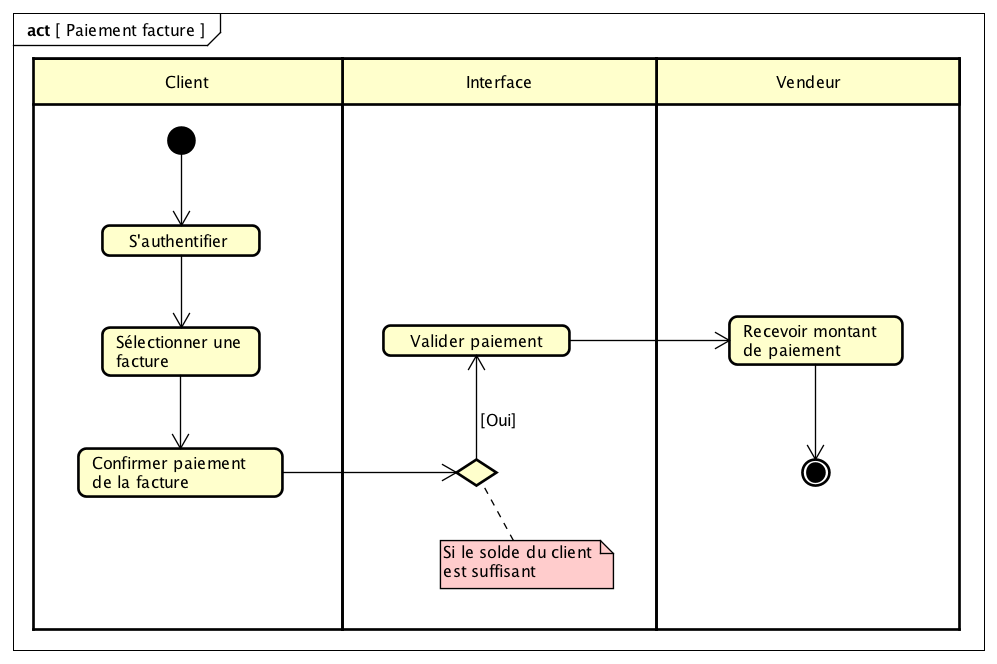 act [ Paiement facture ]
Client
Interface
Vendeur
S'authentifier
Sélectionner une
facture
Confirmer paiement
de la facture
Valider paiement
[Oui]
Si le solde du client
est suffisant
Recevoir montant
de paiement